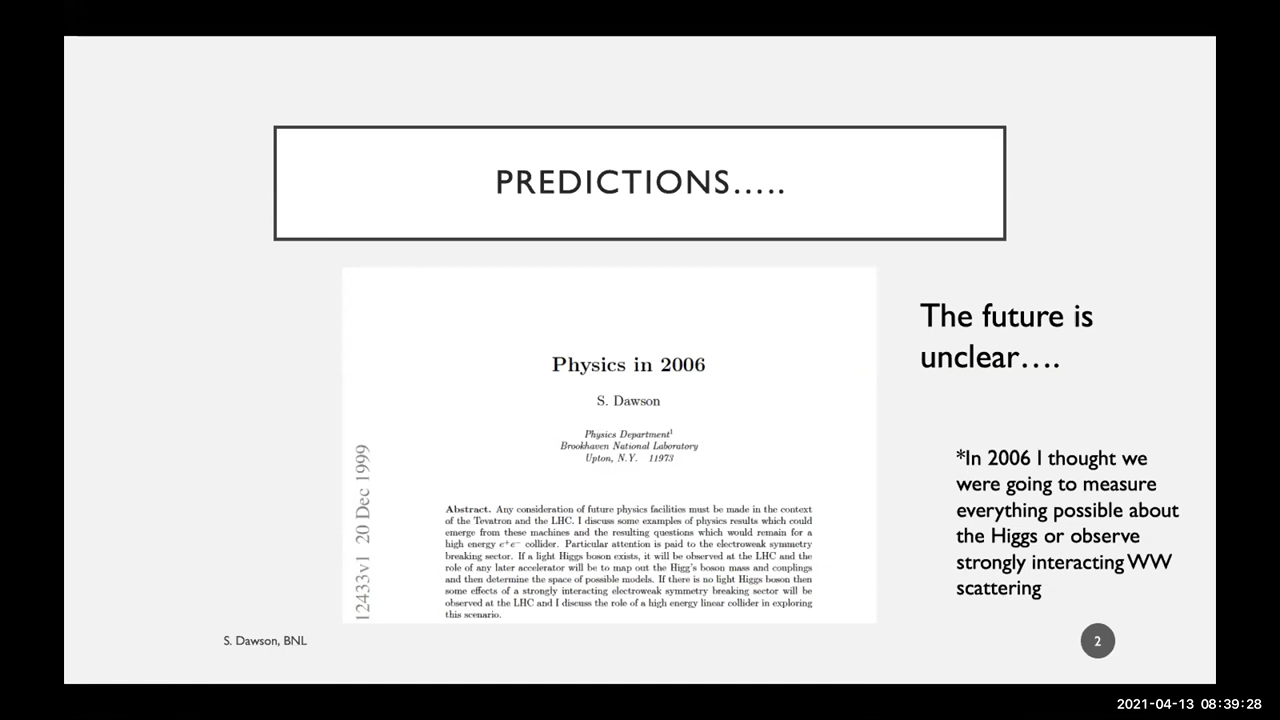 PREDICTIONS.....
Physics in 2006
S. Dawson
Physics Department¹
Brookhaven National Laboratory
Upton, N.Y. 11973
12433v1 20 Dec 1999
Abstract. Any consideration of future physics facilities must be made in the context
of the Tevatron and the LHC. I discuss some examples of physics results which could
emerge from these machines and the resulting questions which would remain for a
high energy e⁺e⁻ collider. Particular attention is paid to the electroweak symmetry
breaking sector. If a light Higgs boson exists, it will be observed at the LHC and the
role of any later accelerator will be to map out the Higg's boson mass and couplings
and then determine the space of possible models. If there is no light Higgs boson then
some effects of a strongly interacting electroweak symmetry breaking sector will be
observed at the LHC and I discuss the role of a high energy linear collider in exploring
this scenario.
The future is
unclear....
*In 2006 I thought we
were going to measure
everything possible about
the Higgs or observe
strongly interacting WW
scattering
S. Dawson, BNL
2
2021-04-13 08:39:28